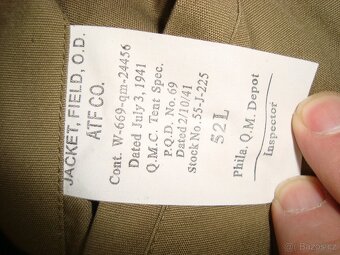 JACKET, FIELD, O.D.
ATF CO.
Cont. W-669-qm-24456
Dated July 3, 1941
Q.M.C. Tent Spec.
P.Q.D. No. 69
Dated 2/10/41
Stock No. 55-J-225
52L
Phila. Q.M. Depot
Inspector